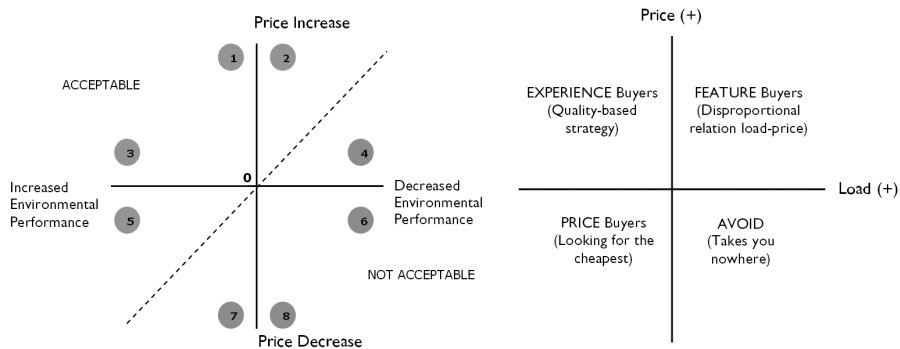 Price Increase
1
2
ACCEPTABLE
3
4
0
Increased
Environmental
Performance
Decreased
Environmental
Performance
5
6
NOT ACCEPTABLE
7
8
Price Decrease
Price (+)
EXPERIENCE Buyers
(Quality-based
strategy)
FEATURE Buyers
(Disproportional
relation load-price)
Load (+)
PRICE Buyers
(Looking for the
cheapest)
AVOID
(Takes you
nowhere)